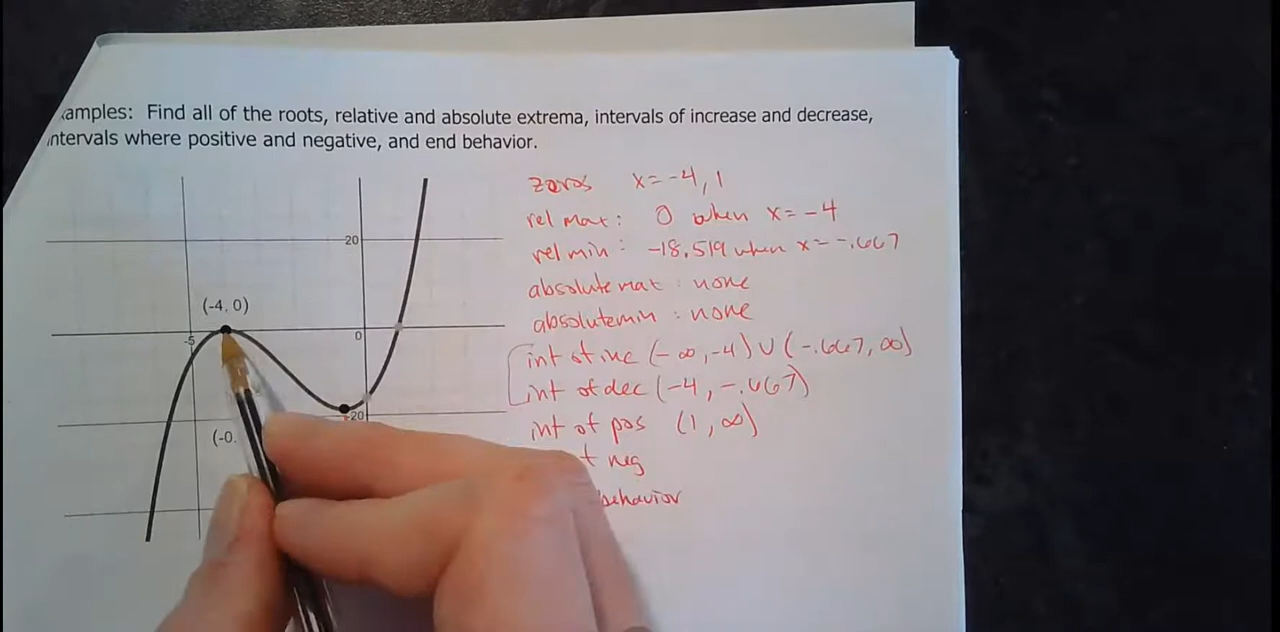 amples: Find all of the roots, relative and absolute extrema, intervals of increase and decrease,
ntervals where positive and negative, and end behavior.
zeros x=-4,1
rel max: 0 when x=-4
rel min: -18.519 when x=-.667
absolute max: none
absolutemin: none
int of inc (-∞,-4)∪(-.667,∞)
int of dec (-4,-.667)
int of pos (1,∞)
neg
behavior
20
(-4, 0)
-5
0
-20
(-0.